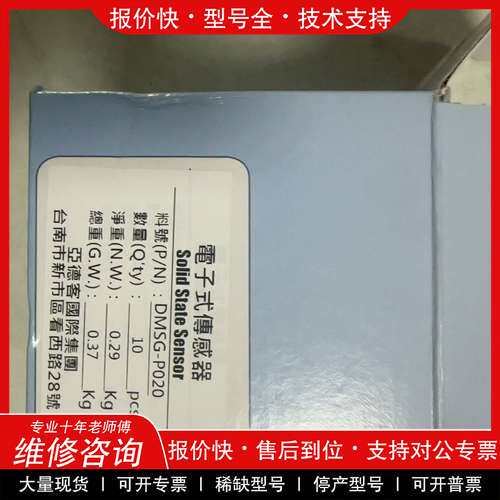 报价快·型号全·技术支持
電子式傳感器
Solid State Sensor
料號(P/N): DMSG-P020
數量(Q'ty): 10 pcs
淨重(N.W.): 0.29 Kg
總重(G.W.): 0.37 Kg
亞德客國際集團
台南市新市區看西路28號
专业十年老师傅
维修咨询
报价快·售后到位·支持对公专票
大量现货 | 可开专票 | 稀缺型号 | 停产型号 | 可开普票